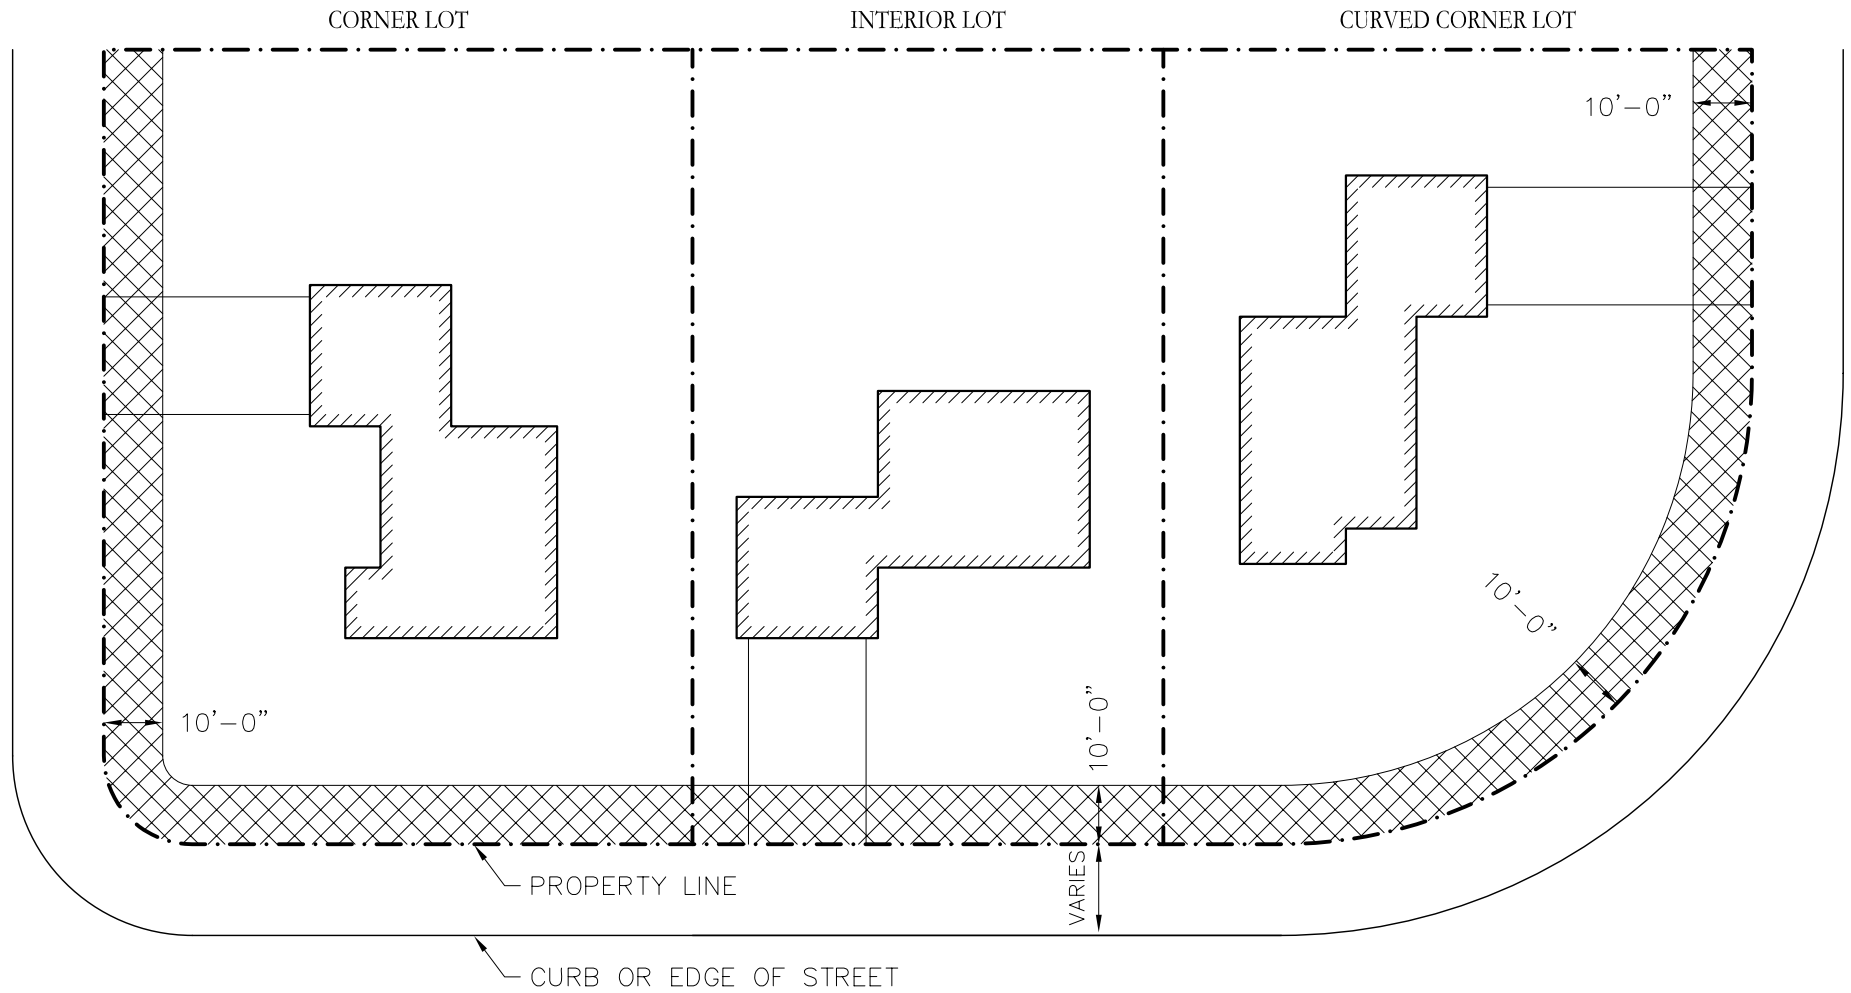 CORNER LOT
INTERIOR LOT
CURVED CORNER LOT
10'-0"
10'-0"
10'-0"
10'-0"
VARIES
PROPERTY LINE
CURB OR EDGE OF STREET